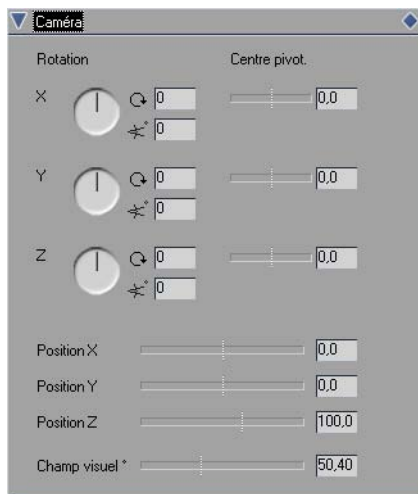 Caméra
Rotation Centre pivot.
X 0 0,0
0
Y 0 0,0
0
Z 0 0,0
0
Position X 0,0
Position Y 0,0
Position Z 100,0
Champ visuel ° 50,40